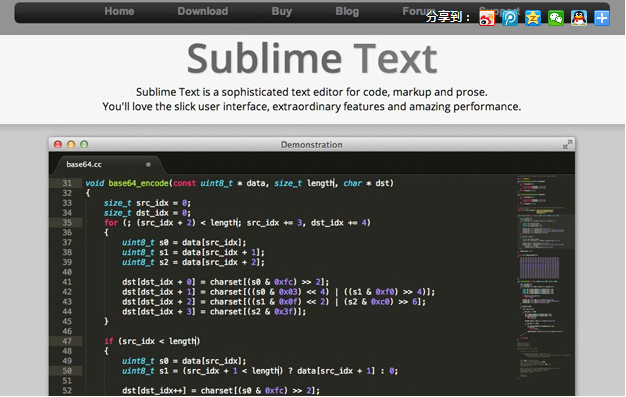 Home Download Buy Blog Forum Support
分享到：
Sublime Text
Sublime Text is a sophisticated text editor for code, markup and prose.
You'll love the slick user interface, extraordinary features and amazing performance.
Demonstration
base64.cc
31 void base64_encode(const uint8_t * data, size_t length, char * dst)
32 {
33 size_t src_idx = 0;
34 size_t dst_idx = 0;
35 for (; (src_idx + 2) < length; src_idx += 3, dst_idx += 4)
36 {
37 uint8_t s0 = data[src_idx];
38 uint8_t s1 = data[src_idx + 1];
39 uint8_t s2 = data[src_idx + 2];
40
41 dst[dst_idx + 0] = charset[(s0 & 0xfc) >> 2];
42 dst[dst_idx + 1] = charset[((s0 & 0x03) << 4) | ((s1 & 0xf0) >> 4)];
43 dst[dst_idx + 2] = charset[((s1 & 0x0f) << 2) | (s2 & 0xc0) >> 6];
44 dst[dst_idx + 3] = charset[(s2 & 0x3f)];
45 }
46
47 if (src_idx < length)
48 {
49 uint8_t s0 = data[src_idx];
50 uint8_t s1 = (src_idx + 1 < length) ? data[src_idx + 1] : 0;
51
52 dst[dst_idx++] = charset[(s0 & 0xfc) >> 2];